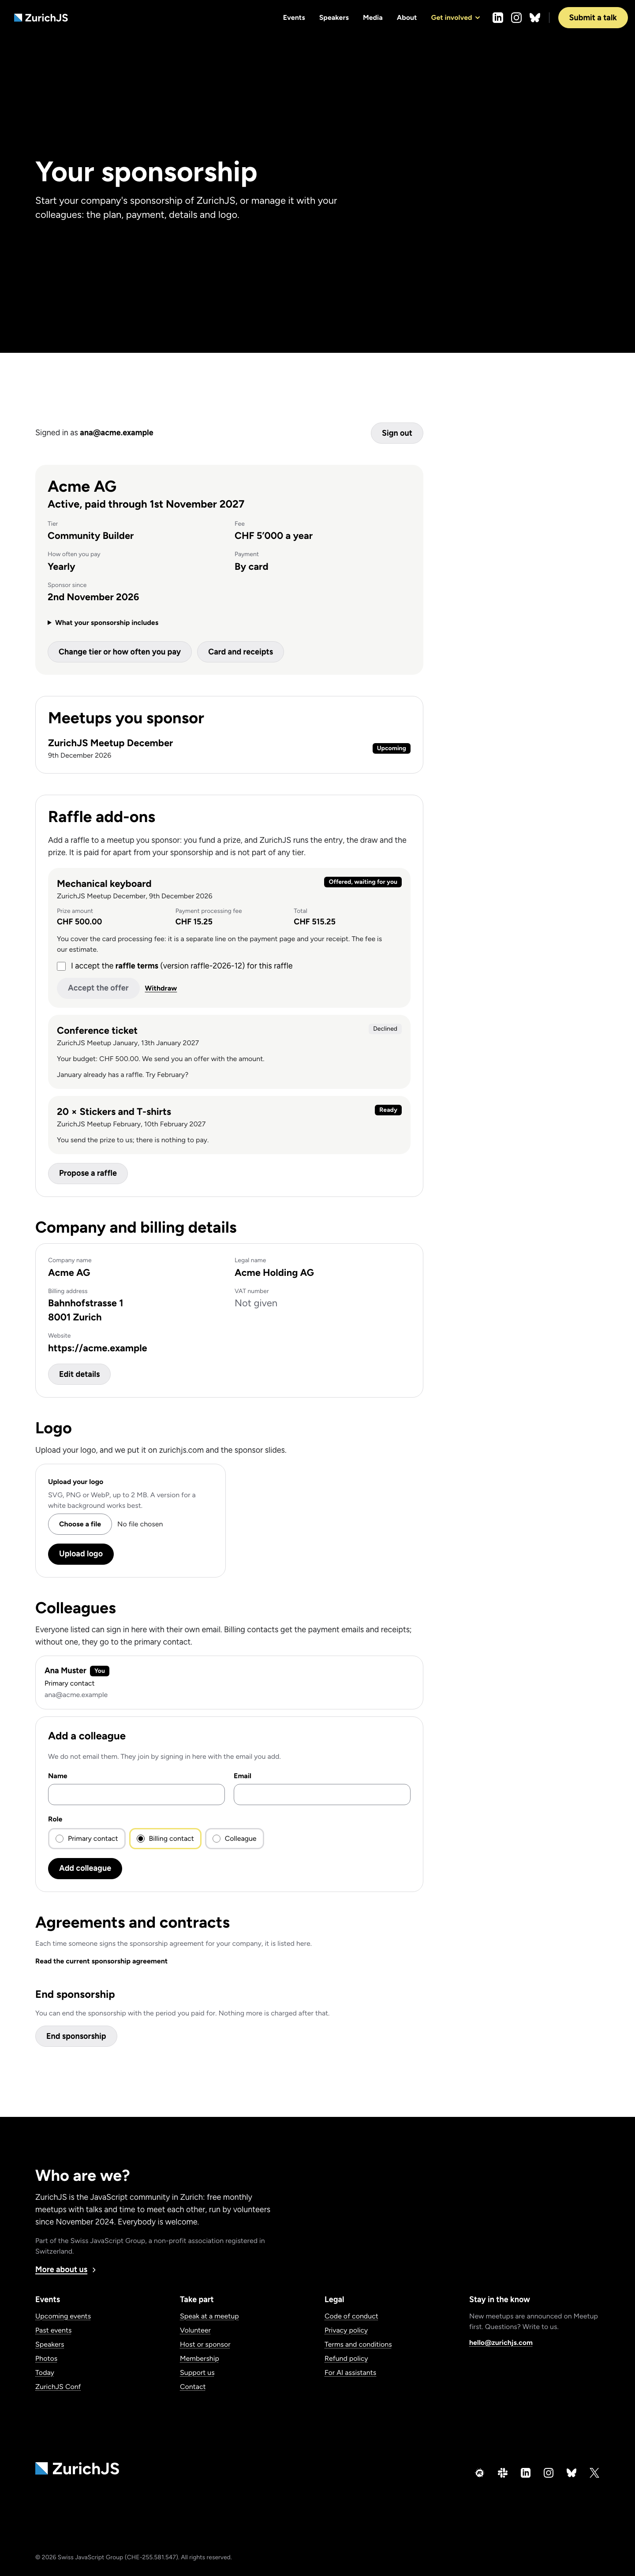 ZurichJS
Events
Speakers
Media
About
Get involved
Submit a talk
Your sponsorship
Start your company's sponsorship of ZurichJS, or manage it with your
colleagues: the plan, payment, details and logo.
Signed in as ana@acme.example
Sign out
Acme AG
Active, paid through 1st November 2027
Tier
Community Builder
Fee
CHF 5'000 a year
How often you pay
Yearly
Payment
By card
Sponsor since
2nd November 2026
What your sponsorship includes
Change tier or how often you pay
Card and receipts
Meetups you sponsor
ZurichJS Meetup December
9th December 2026
Upcoming
Raffle add-ons
Add a raffle to a meetup you sponsor: you fund a prize, and ZurichJS runs the entry, the draw and the
prize. It is paid for apart from your sponsorship and is not part of any tier.
Mechanical keyboard
Offered, waiting for you
ZurichJS Meetup December, 9th December 2026
Prize amount
CHF 500.00
Payment processing fee
CHF 15.25
Total
CHF 515.25
You cover the card processing fee: it is a separate line on the payment page and your receipt. The fee is
our estimate.
I accept the raffle terms (version raffle-2026-12) for this raffle
Accept the offer
Withdraw
Conference ticket
Declined
ZurichJS Meetup January, 13th January 2027
Your budget: CHF 500.00. We send you an offer with the amount.
January already has a raffle. Try February?
20 × Stickers and T-shirts
Ready
ZurichJS Meetup February, 10th February 2027
You send the prize to us; there is nothing to pay.
Propose a raffle
Company and billing details
Company name
Acme AG
Legal name
Acme Holding AG
Billing address
Bahnhofstrasse 1
8001 Zurich
VAT number
Not given
Website
https://acme.example
Edit details
Logo
Upload your logo, and we put it on zurichjs.com and the sponsor slides.
Upload your logo
SVG, PNG or WebP, up to 2 MB. A version for a
white background works best.
Choose a file
No file chosen
Upload logo
Colleagues
Everyone listed can sign in here with their own email. Billing contacts get the payment emails and receipts;
without one, they go to the primary contact.
Ana Muster
You
Primary contact
ana@acme.example
Add a colleague
We do not email them. They join by signing in here with the email you add.
Name
Email
Role
Primary contact
Billing contact
Colleague
Add colleague
Agreements and contracts
Each time someone signs the sponsorship agreement for your company, it is listed here.
Read the current sponsorship agreement
End sponsorship
You can end the sponsorship with the period you paid for. Nothing more is charged after that.
End sponsorship
Who are we?
ZurichJS is the JavaScript community in Zurich: free monthly
meetups with talks and time to meet each other, run by volunteers
since November 2024. Everybody is welcome.
Part of the Swiss JavaScript Group, a non-profit association registered in
Switzerland.
More about us
Events
Upcoming events
Past events
Speakers
Photos
Today
ZurichJS Conf
Take part
Speak at a meetup
Volunteer
Host or sponsor
Membership
Support us
Contact
Legal
Code of conduct
Privacy policy
Terms and conditions
Refund policy
For AI assistants
Stay in the know
New meetups are announced on Meetup
first. Questions? Write to us.
hello@zurichjs.com
ZurichJS
© 2026 Swiss JavaScript Group (CHE-255.581.547). All rights reserved.